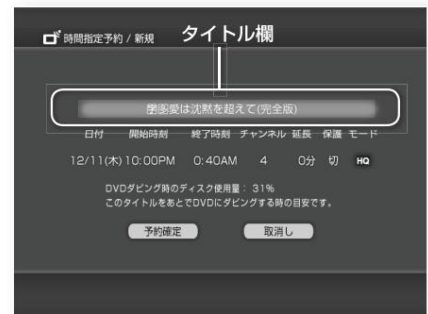 時間指定予約 / 新規
タイトル欄
愛は沈黙を超えて(完全版)
日付 開始時刻 終了時刻 チャンネル 延長 保護 モード
12/11(木) 10:00PM 0:40AM 4 0分 切 HQ
DVDダビング時のディスク使用量： 31%
このタイトルをあとでDVDにダビングする時の目安です。
予約確定 取消し